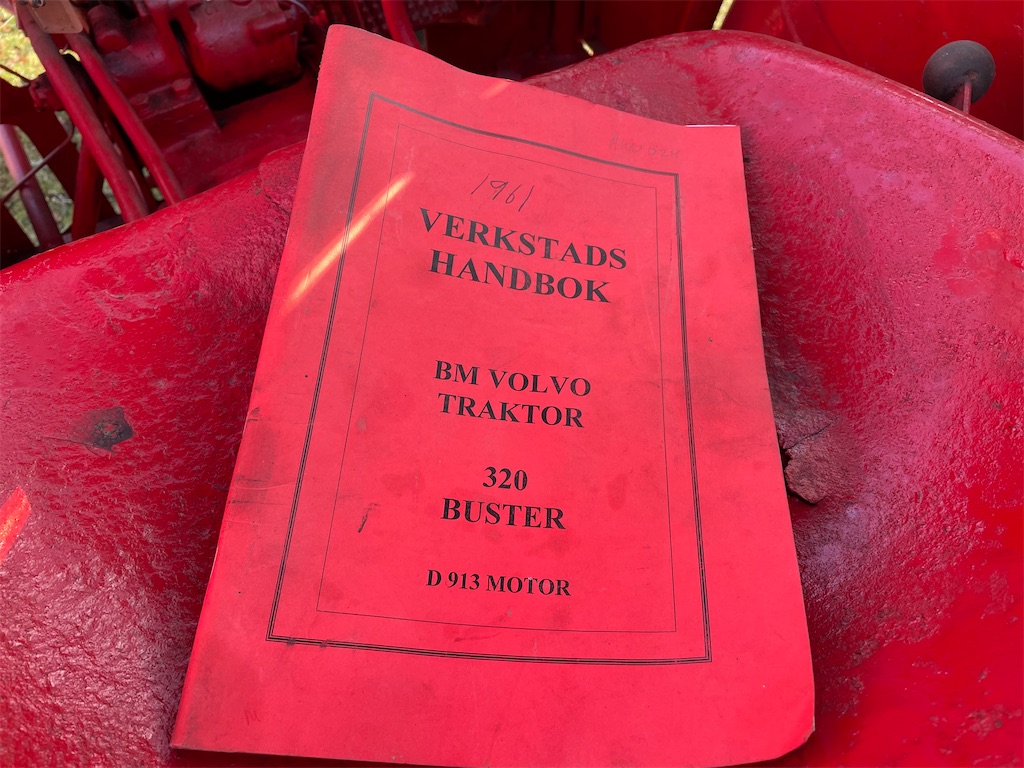 1961
VERKSTADS
HANDBOK
BM VOLVO
TRAKTOR
320
BUSTER
D 913 MOTOR